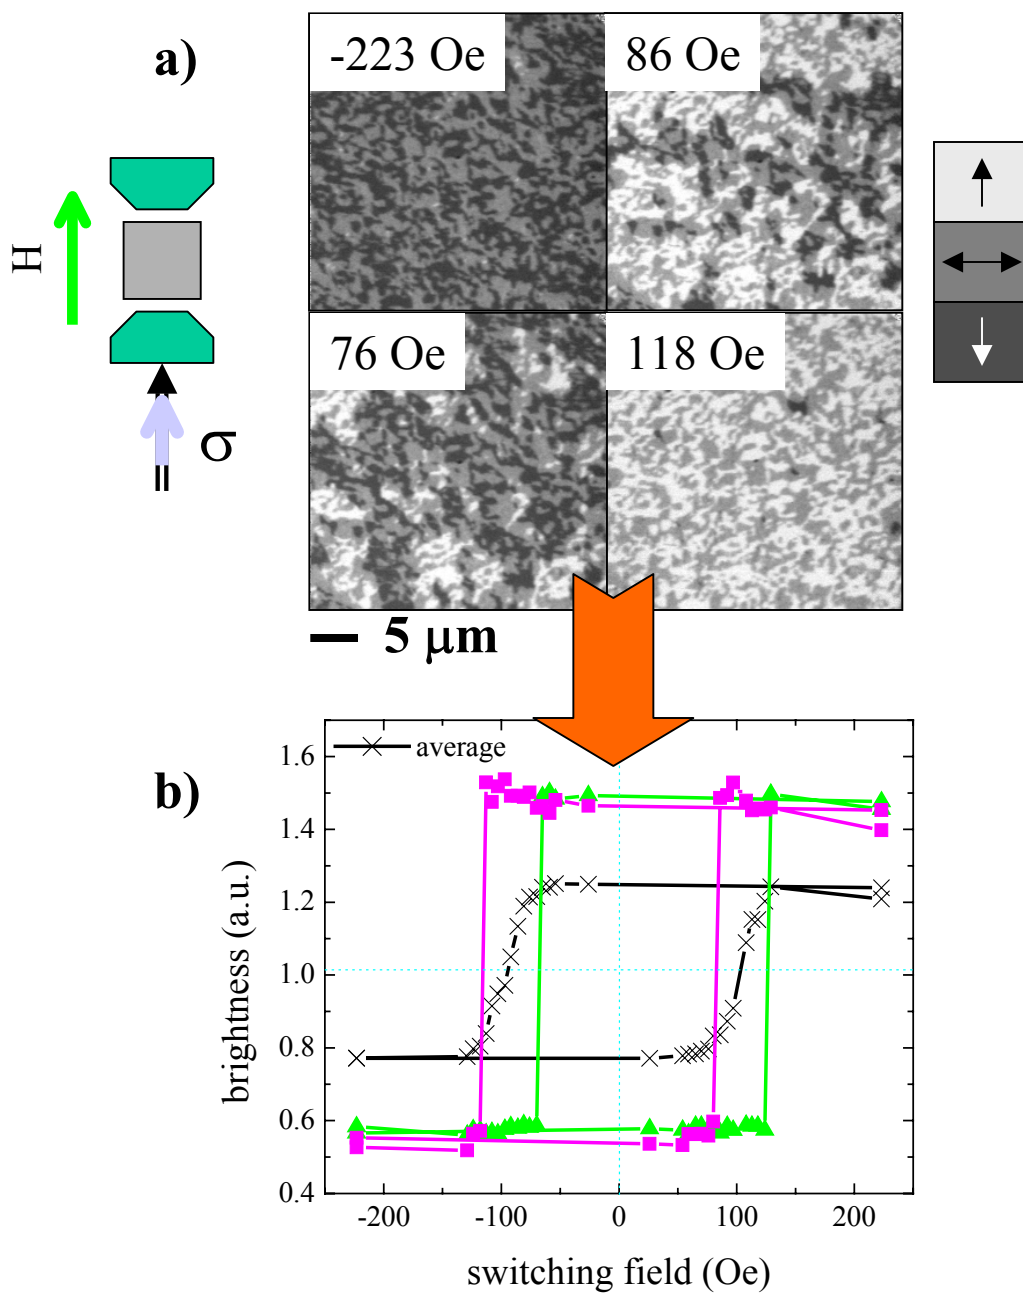 a)
-223 Oe
86 Oe
H
σ
76 Oe
118 Oe
5 μm
b)
average
1.6
1.4
1.2
1.0
0.8
0.6
0.4
brightness (a.u.)
-200 -100 0 100 200
switching field (Oe)